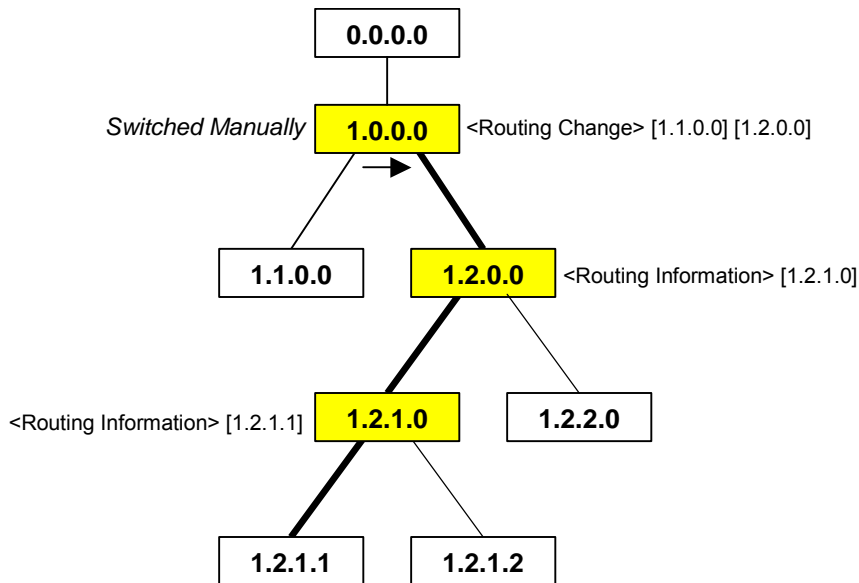 0.0.0.0
Switched Manually
1.0.0.0
<Routing Change> [1.1.0.0] [1.2.0.0]
1.1.0.0
1.2.0.0
<Routing Information> [1.2.1.0]
<Routing Information> [1.2.1.1]
1.2.1.0
1.2.2.0
1.2.1.1
1.2.1.2